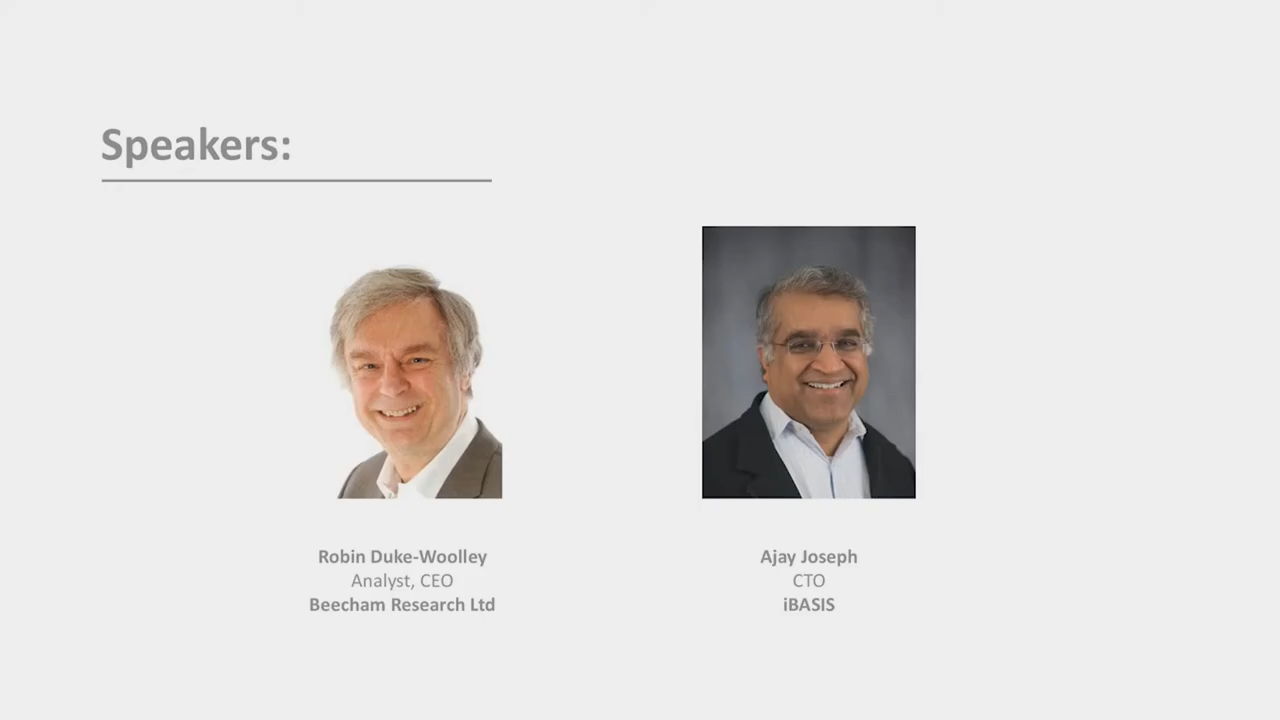 Speakers:
Robin Duke-Woolley
Analyst, CEO
Beecham Research Ltd
Ajay Joseph
CTO
iBASIS